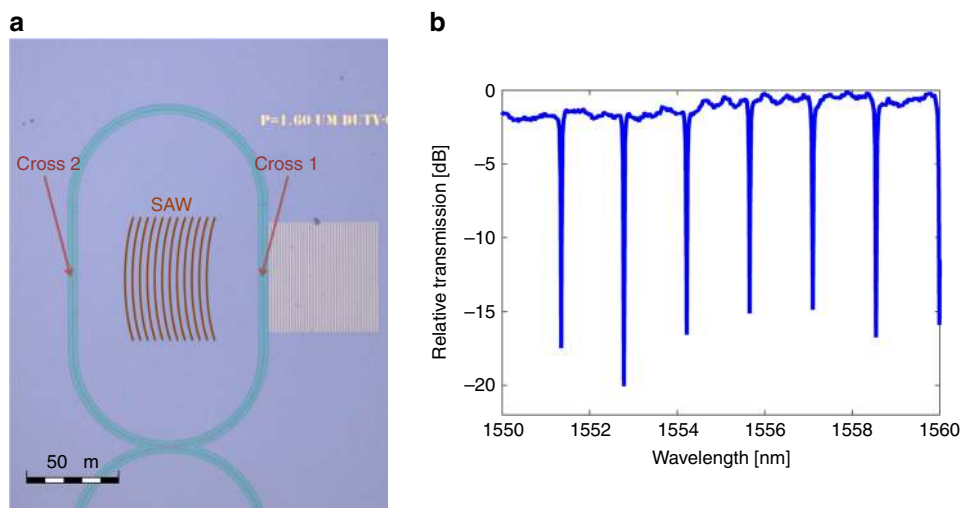 a
P=1.60 UM DUTY-
Cross 2
Cross 1
SAW
50 m
b
Relative transmission [dB]
0
−5
−10
−15
−20
1550
1552
1554
1556
1558
1560
Wavelength [nm]